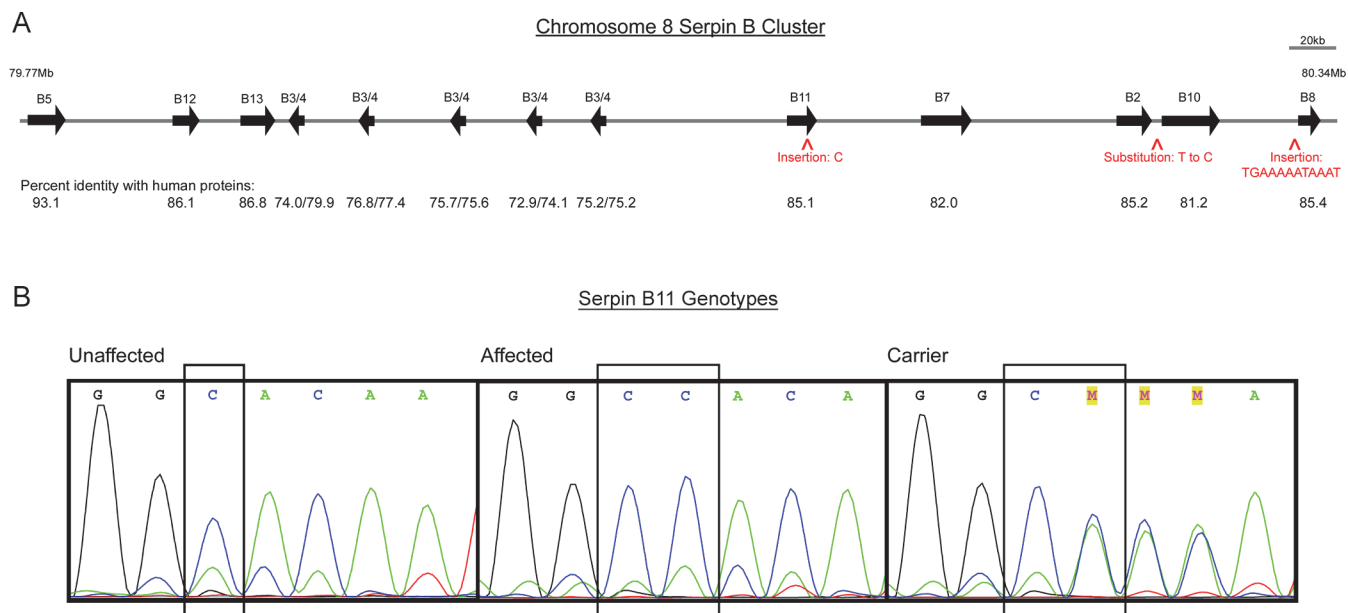 A
Chromosome 8 Serpin B Cluster
20kb
79.77Mb
80.34Mb
B5 B12 B13 B3/4 B3/4 B3/4 B3/4 B3/4 B11 B7 B2 B10 B8
Insertion: C
Substitution: T to C
Insertion:
TGAAAAATAAAT
Percent identity with human proteins:
93.1 86.1 86.8 74.0/79.9 76.8/77.4 75.7/75.6 72.9/74.1 75.2/75.2 85.1 82.0 85.2 81.2 85.4
B
Serpin B11 Genotypes
Unaffected Affected Carrier
G G C A C A A G G C C A C A G G C M M M A